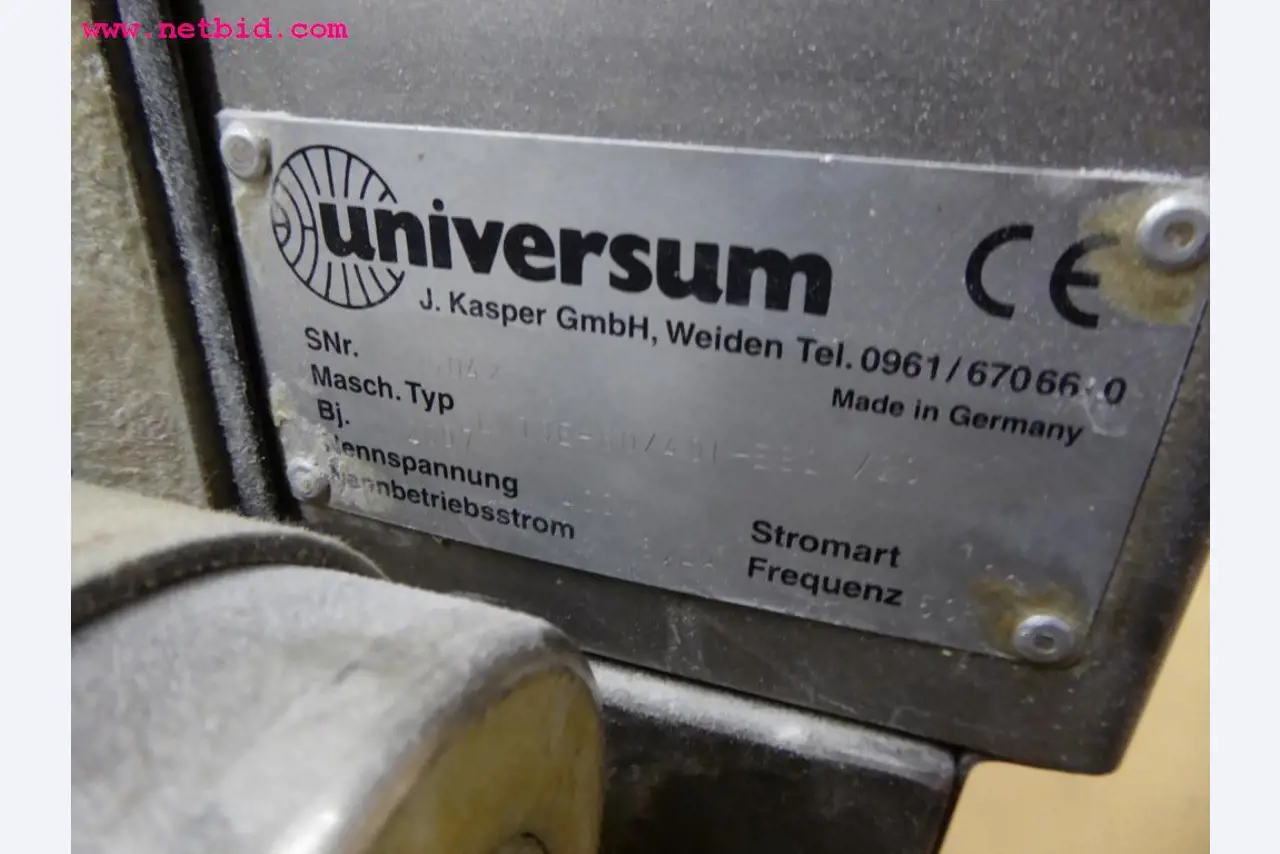 www.netbid.com
universum
CE
J. Kasper GmbH, Weiden Tel. 0961/67066-0
Made in Germany
SNr.
Masch. Typ
Bj.
Nennspannung
Nennbetriebsstrom
Stromart
Frequenz